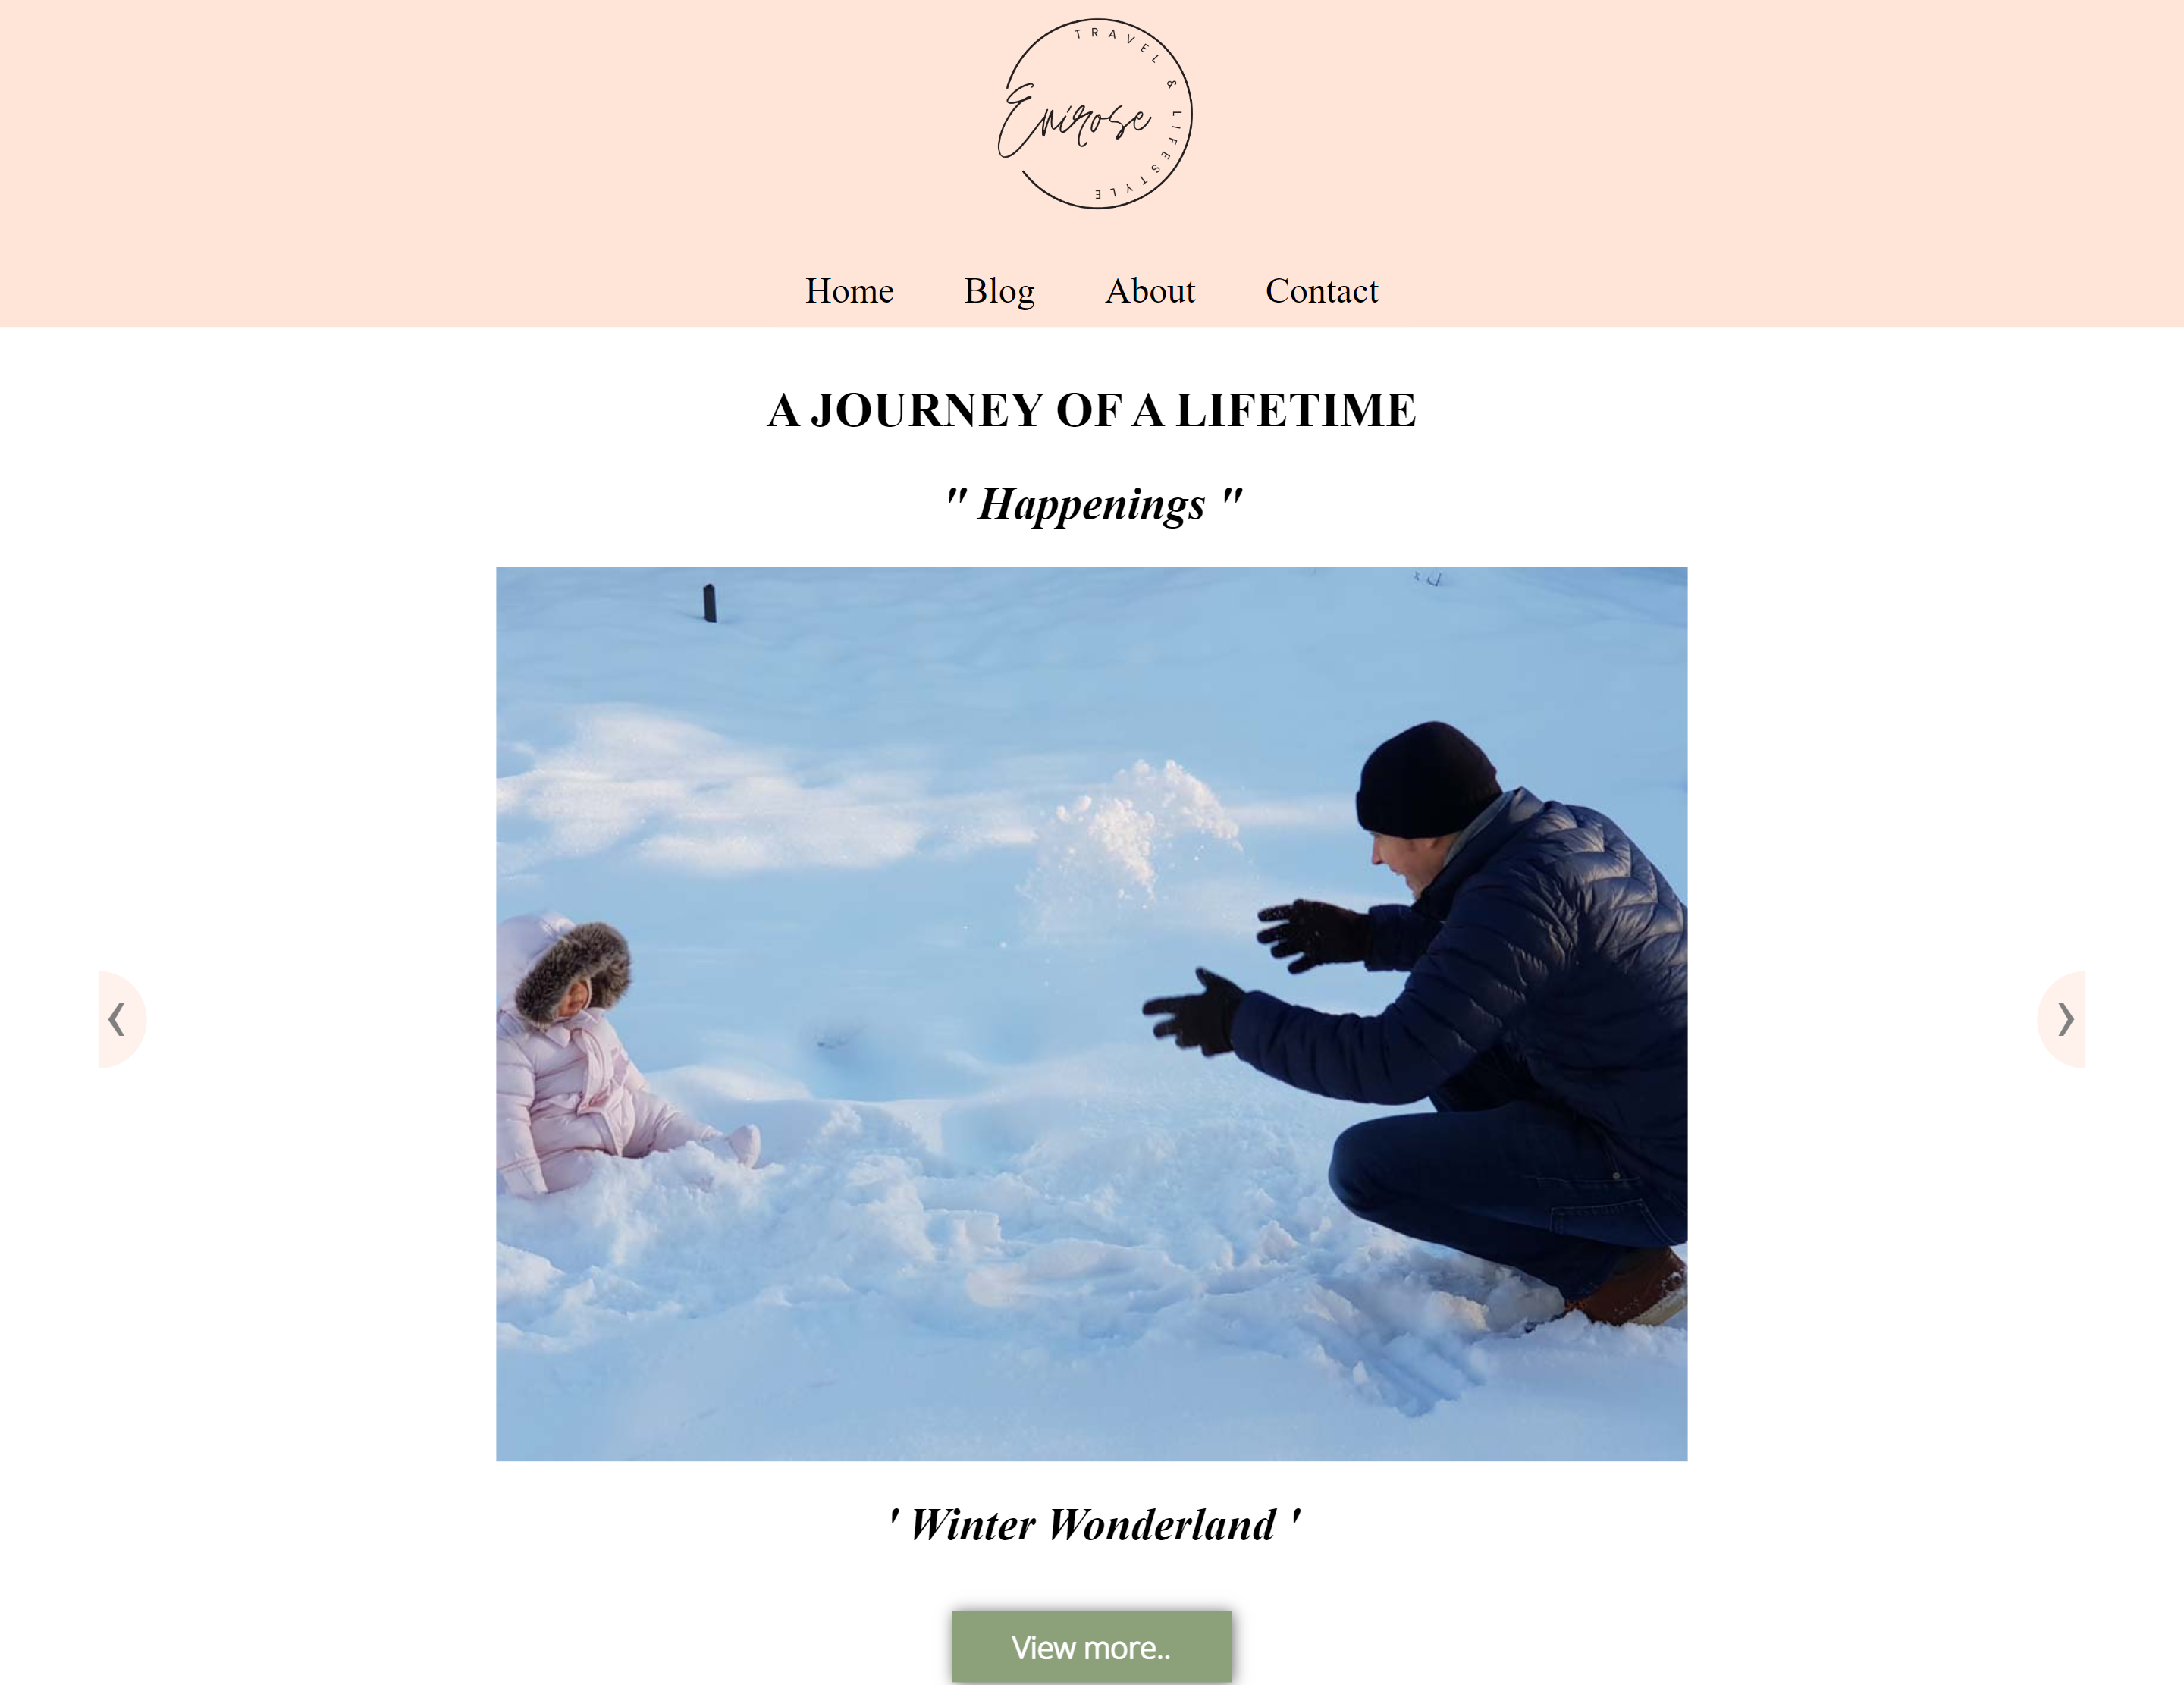 TRAVEL & LIFESTYLE
Enirose
Home Blog About Contact
A JOURNEY OF A LIFETIME
" Happenings "
' Winter Wonderland '
View more..